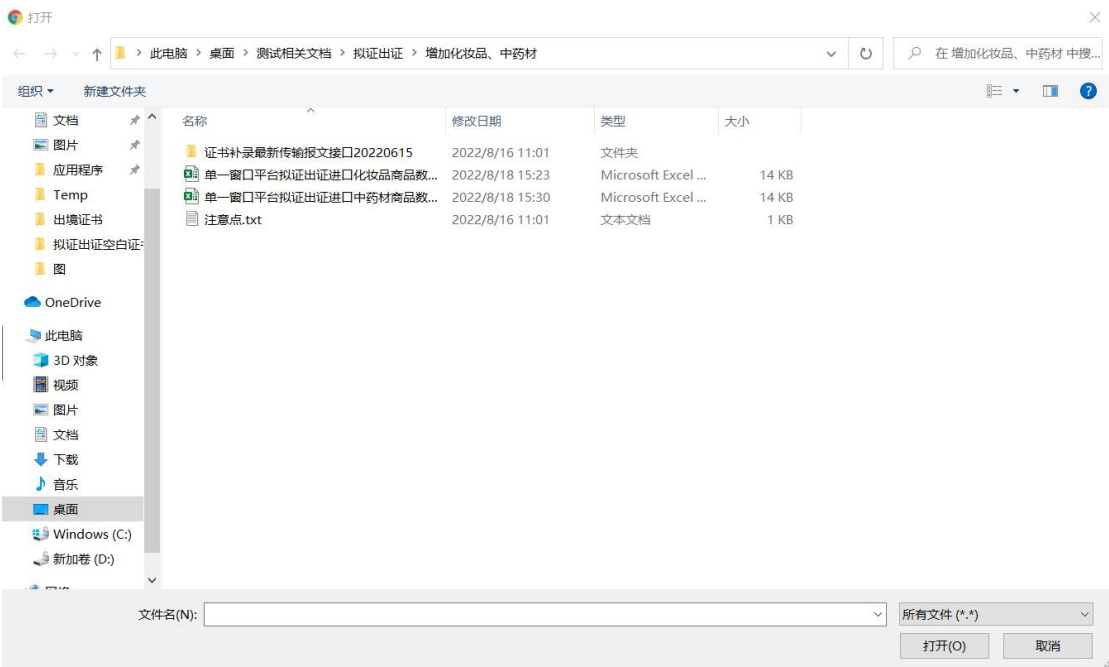 打开
此电脑 > 桌面 > 测试相关文档 > 拟证出证 > 增加化妆品、中药材
在 增加化妆品、中药材 中搜...
组织 新建文件夹
文档
图片
应用程序
Temp
出境证书
拟证出证空白证
图
OneDrive
此电脑
3D 对象
视频
图片
文档
下载
音乐
桌面
Windows (C:)
新加卷 (D:)
名称 修改日期 类型 大小
证书补录最新传输报文接口20220615 2022/8/16 11:01 文件夹
单一窗口平台拟证出证进口化妆品商品数... 2022/8/18 15:23 Microsoft Excel ... 14 KB
单一窗口平台拟证出证进口中药材商品数... 2022/8/18 15:30 Microsoft Excel ... 14 KB
注意点.txt 2022/8/16 11:01 文本文档 1 KB
文件名(N):
所有文件 (*.*)
打开(O) 取消